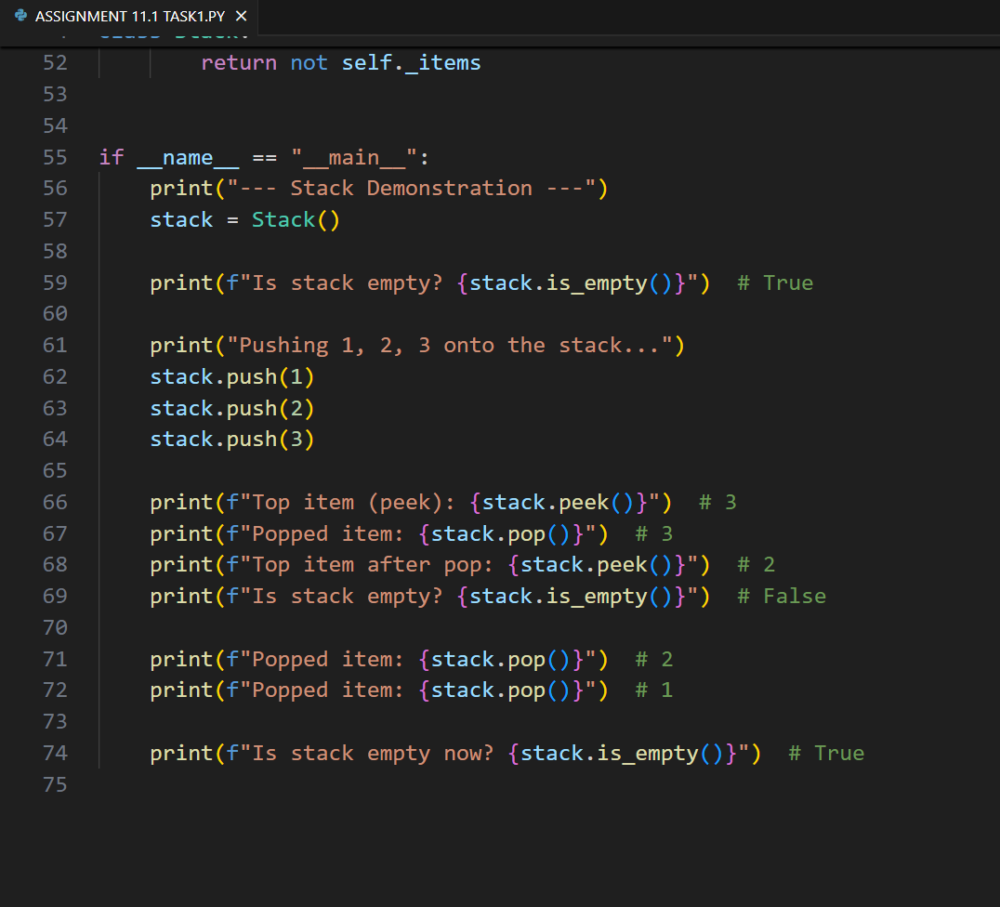 ASSIGNMENT 11.1 TASK1.PY ×
52 return not self._items
53
54
55 if __name__ == "__main__":
56 print("--- Stack Demonstration ---")
57 stack = Stack()
58
59 print(f"Is stack empty? {stack.is_empty()}")  # True
60
61 print("Pushing 1, 2, 3 onto the stack...")
62 stack.push(1)
63 stack.push(2)
64 stack.push(3)
65
66 print(f"Top item (peek): {stack.peek()}")  # 3
67 print(f"Popped item: {stack.pop()}")  # 3
68 print(f"Top item after pop: {stack.peek()}")  # 2
69 print(f"Is stack empty? {stack.is_empty()}")  # False
70
71 print(f"Popped item: {stack.pop()}")  # 2
72 print(f"Popped item: {stack.pop()}")  # 1
73
74 print(f"Is stack empty now? {stack.is_empty()}")  # True
75